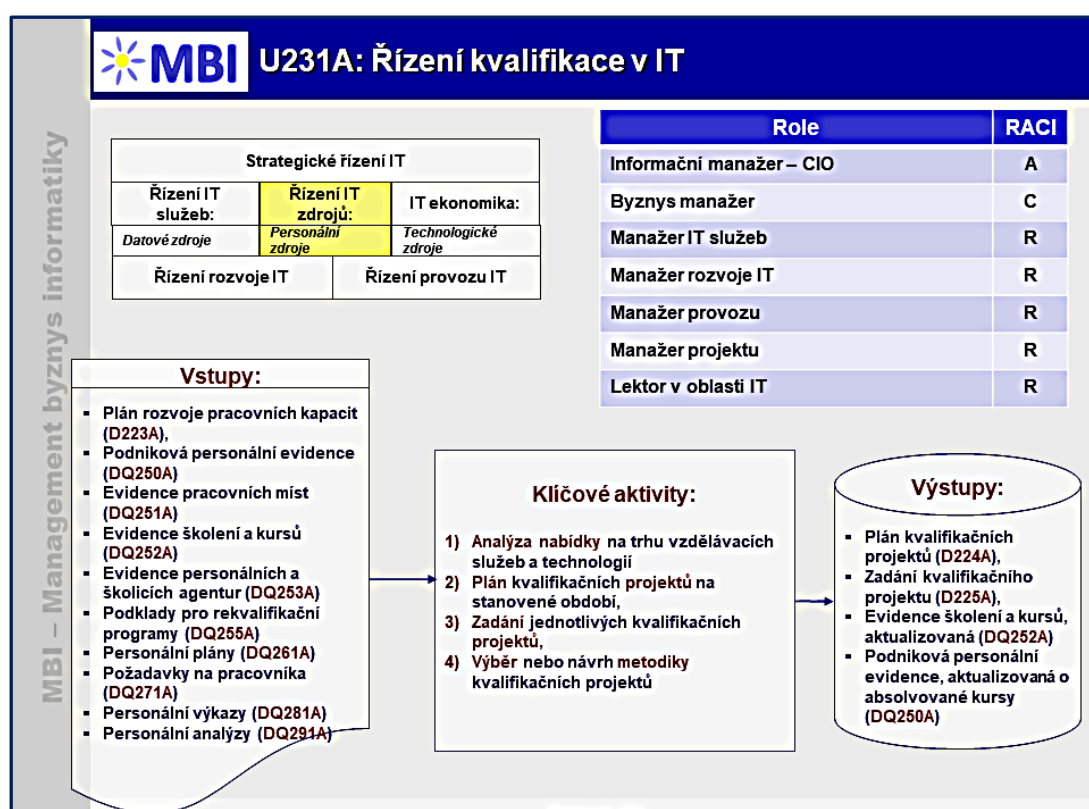 MBI
U231A: Řízení kvalifikace v IT
MBI – Management byznys informatiky
Strategické řízení IT
Řízení IT
služeb:
Řízení IT
zdrojů:
IT ekonomika:
Datové zdroje
Personální
zdroje
Technologické
zdroje
Řízení rozvoje IT
Řízení provozu IT
Role RACI
Informační manažer – CIO A
Byznys manažer C
Manažer IT služeb R
Manažer rozvoje IT R
Manažer provozu R
Manažer projektu R
Lektor v oblasti IT R
Vstupy:
▪ Plán rozvoje pracovních kapacit
(D223A),
▪ Podniková personální evidence
(DQ250A)
▪ Evidence pracovních míst
(DQ251A)
▪ Evidence školení a kursů
(DQ252A)
▪ Evidence personálních a
školicích agentur (DQ253A)
▪ Podklady pro rekvalifikační
programy (DQ255A)
▪ Personální plány (DQ261A)
▪ Požadavky na pracovníka
(DQ271A)
▪ Personální výkazy (DQ281A)
▪ Personální analýzy (DQ291A)
Klíčové aktivity:
1) Analýza nabídky na trhu vzdělávacích
služeb a technologií
2) Plán kvalifikačních projektů na
stanovené období,
3) Zadání jednotlivých kvalifikačních
projektů,
4) Výběr nebo návrh metodiky
kvalifikačních projektů
Výstupy:
▪ Plán kvalifikačních
projektů (D224A),
▪ Zadání kvalifikačního
projektu (D225A),
▪ Evidence školení a kursů,
aktualizovaná (DQ252A)
▪ Podniková personální
evidence, aktualizovaná o
absolvované kursy
(DQ250A)